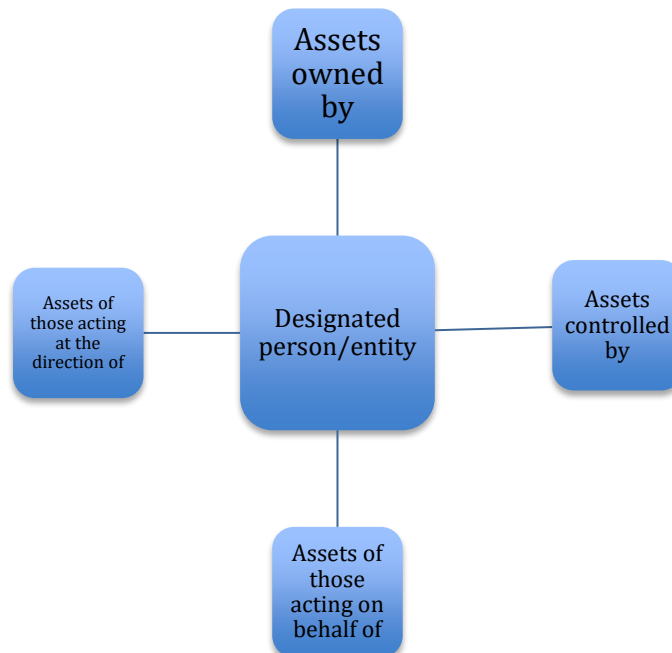 Assets
owned
by
Assets of
those acting
at the
direction of
Designated
person/entity
Assets
controlled
by
Assets of
those
acting on
behalf of